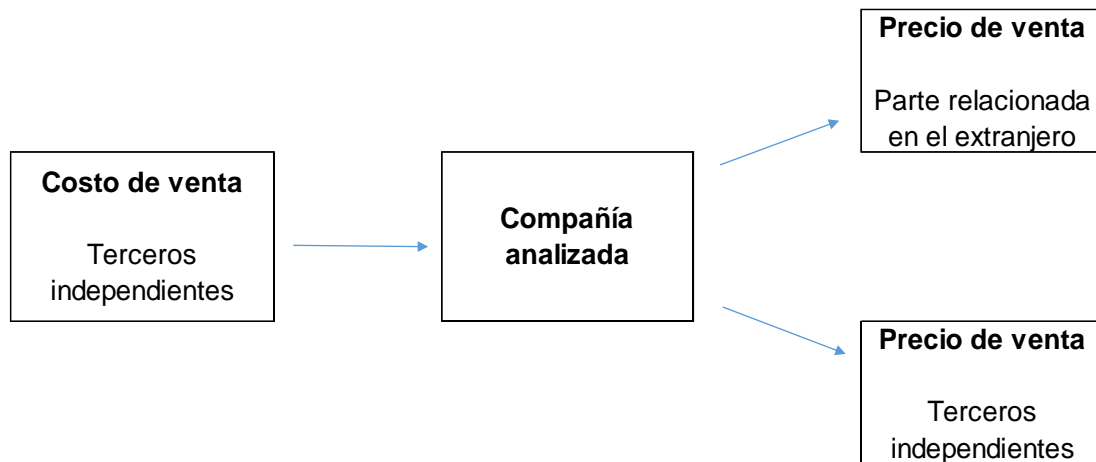 Costo de venta
Terceros
independientes
Compañía
analizada
Precio de venta
Parte relacionada
en el extranjero
Precio de venta
Terceros
independientes